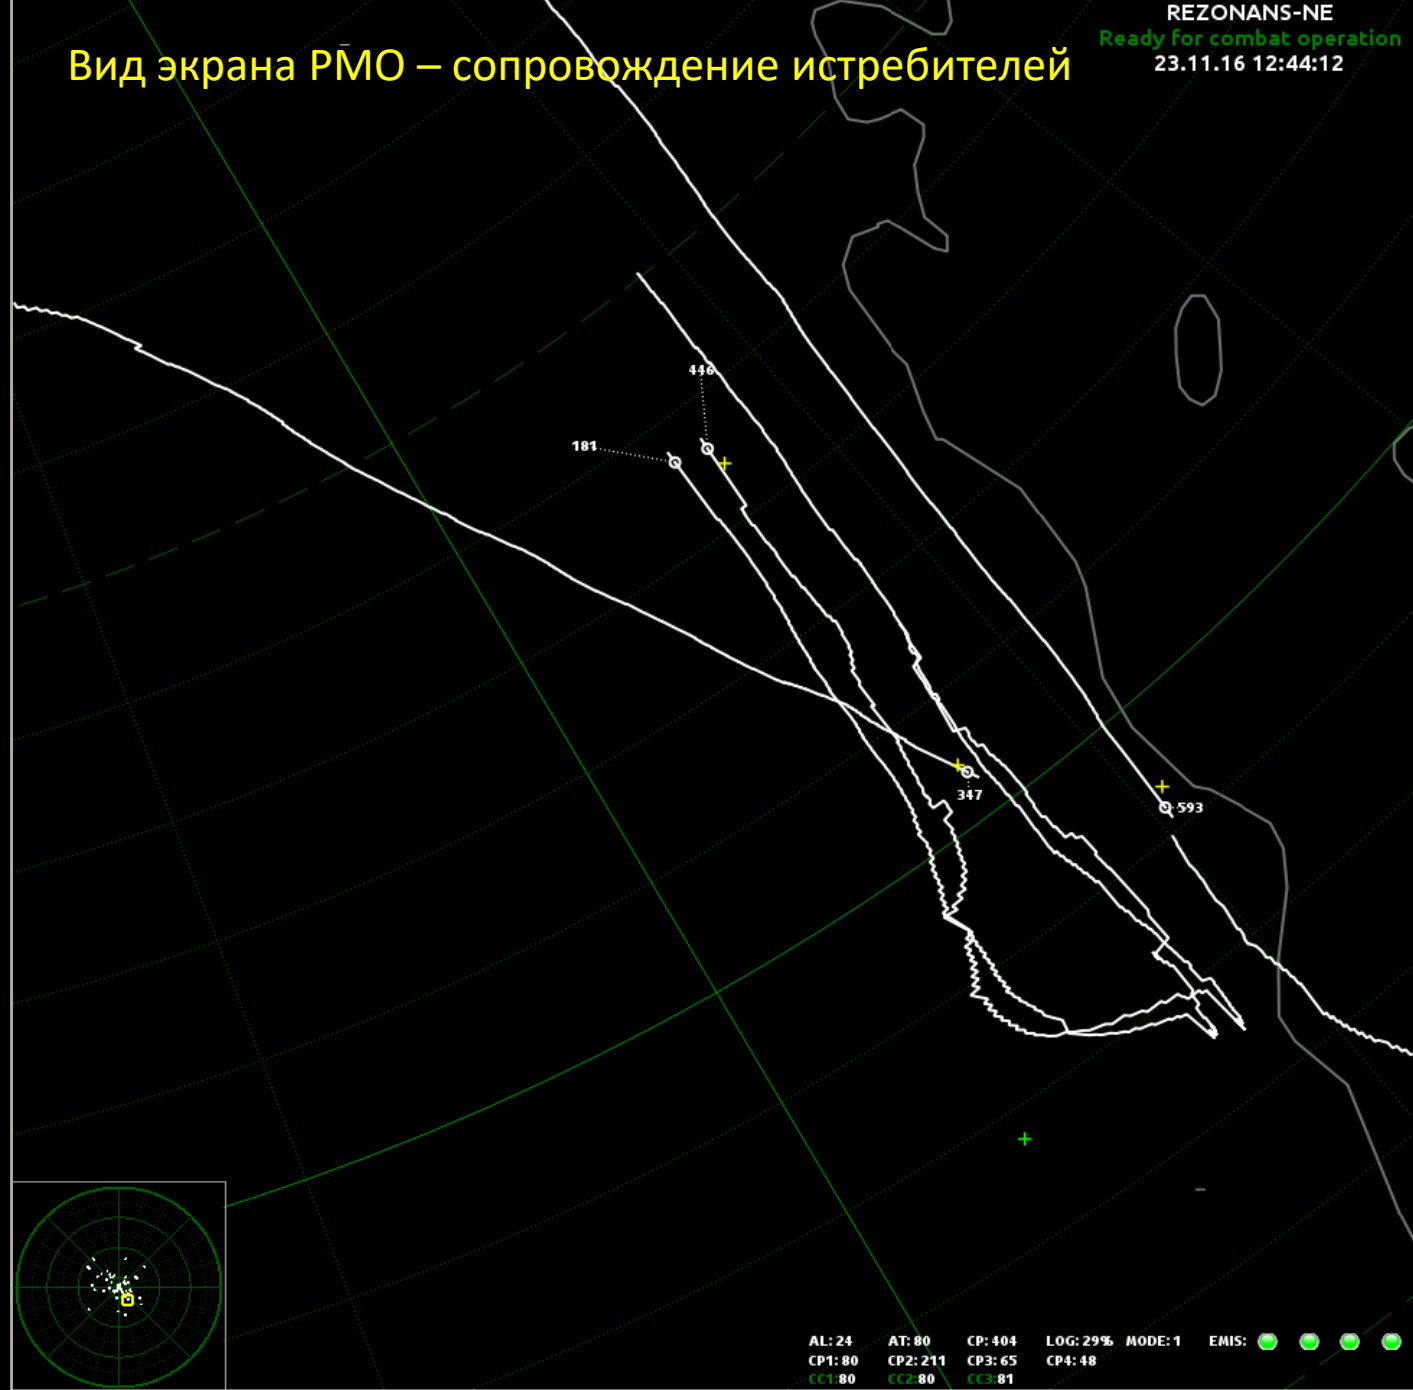 REZONANS-NE
Ready for combat operation
23.11.16 12:44:12
Вид экрана РМО – сопровождение истребителей
446
181
347
593
AL: 24 AT: 80 CP: 404 LOG: 29% MODE: 1 EMIS:
CP1: 80 CP2: 211 CP3: 65 CP4: 48
CC1:80 CC2:80 CC3:81